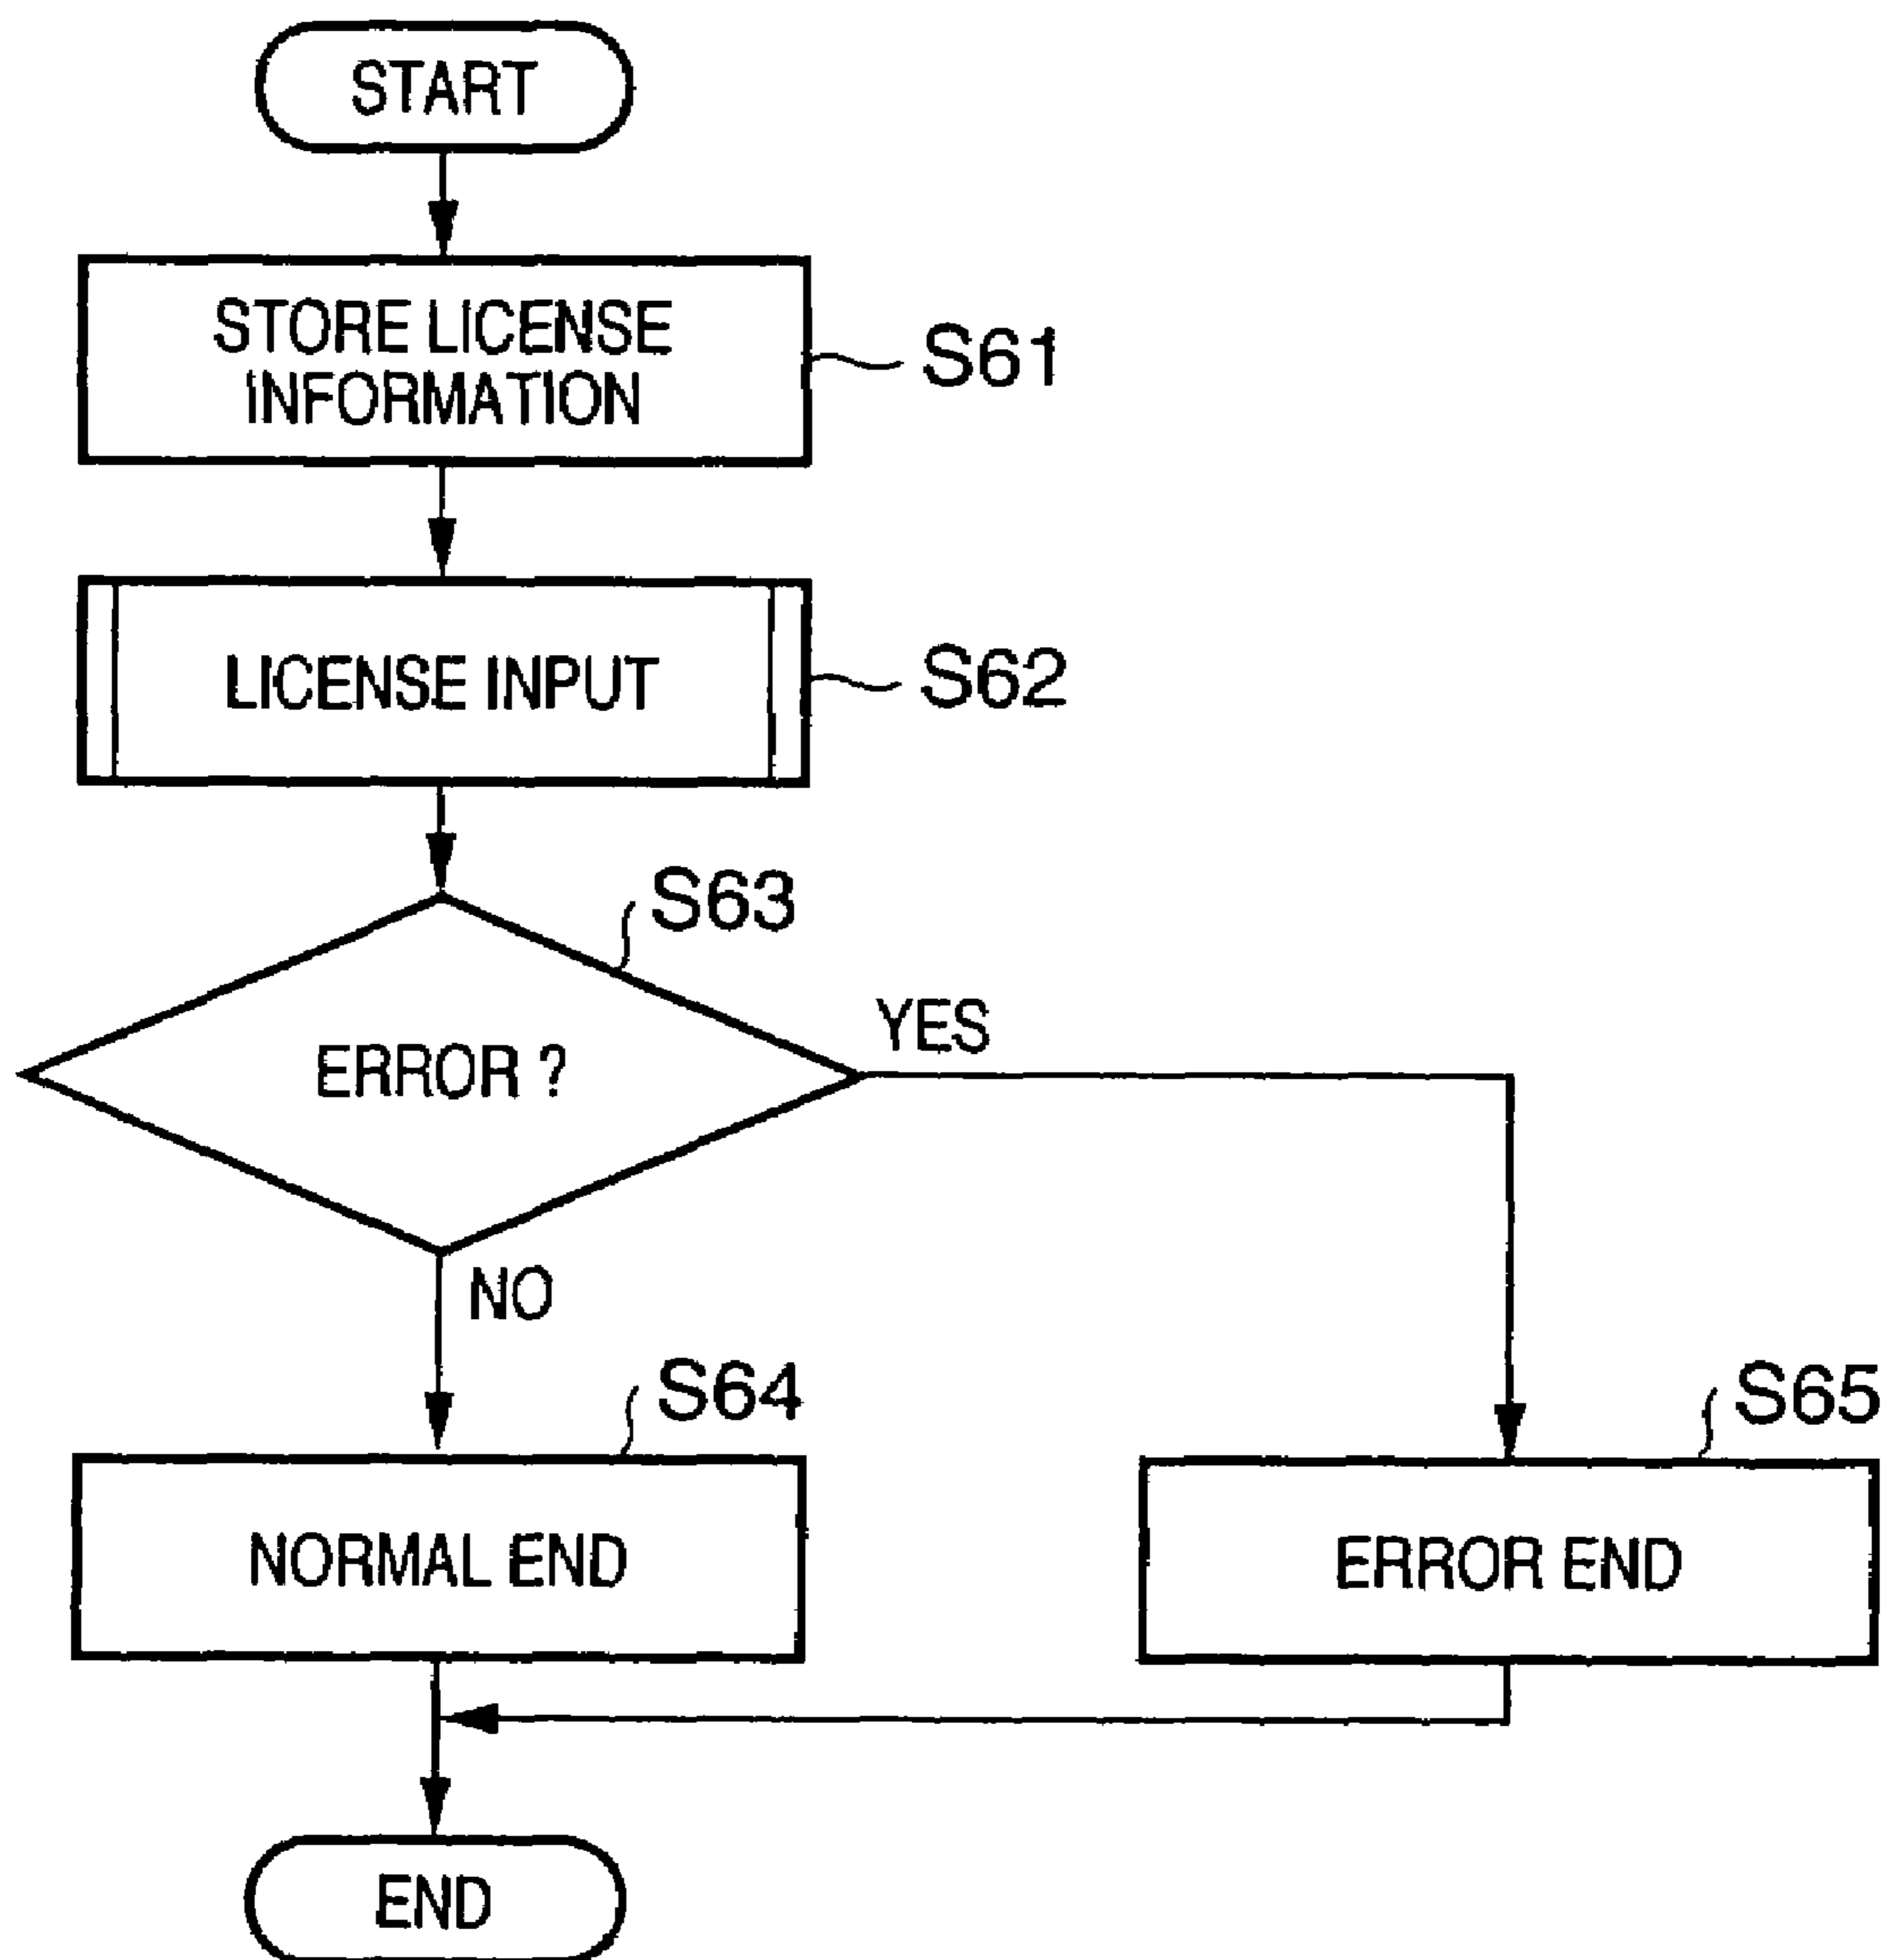 START
STORE LICENSE
INFORMATION
S61
LICENSE INPUT
S62
S63
ERROR ?
YES
NO
S64
NORMAL END
S65
ERROR END
END